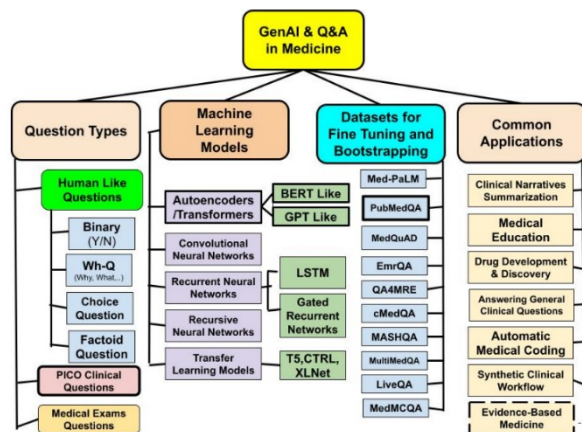 GenAI & Q&A
in Medicine
Question Types
Human Like
Questions
Binary
(Y/N)
Wh-Q
(Why, What,..)
Choice
Question
Factoid
Question
PICO Clinical
Questions
Medical Exams
Questions
Machine
Learning
Models
Autoencoders
/Transformers
BERT Like
GPT Like
Convolutional
Neural Networks
Recurrent Neural
Networks
LSTM
Gated
Recurrent
Networks
Recursive
Neural Networks
Transfer
Learning Models
T5,CTRL,
XLNet
Datasets for
Fine Tuning and
Bootstrapping
Med-PaLM
PubMedQA
MedQuAD
EmrQA
QA4MRE
cMedQA
MASHQA
MultiMedQA
LiveQA
MedMCQA
Common
Applications
Clinical Narratives
Summarization
Medical
Education
Drug Development
& Discovery
Answering General
Clinical Questions
Automatic
Medical Coding
Synthetic Clinical
Workflow
Evidence-Based
Medicine